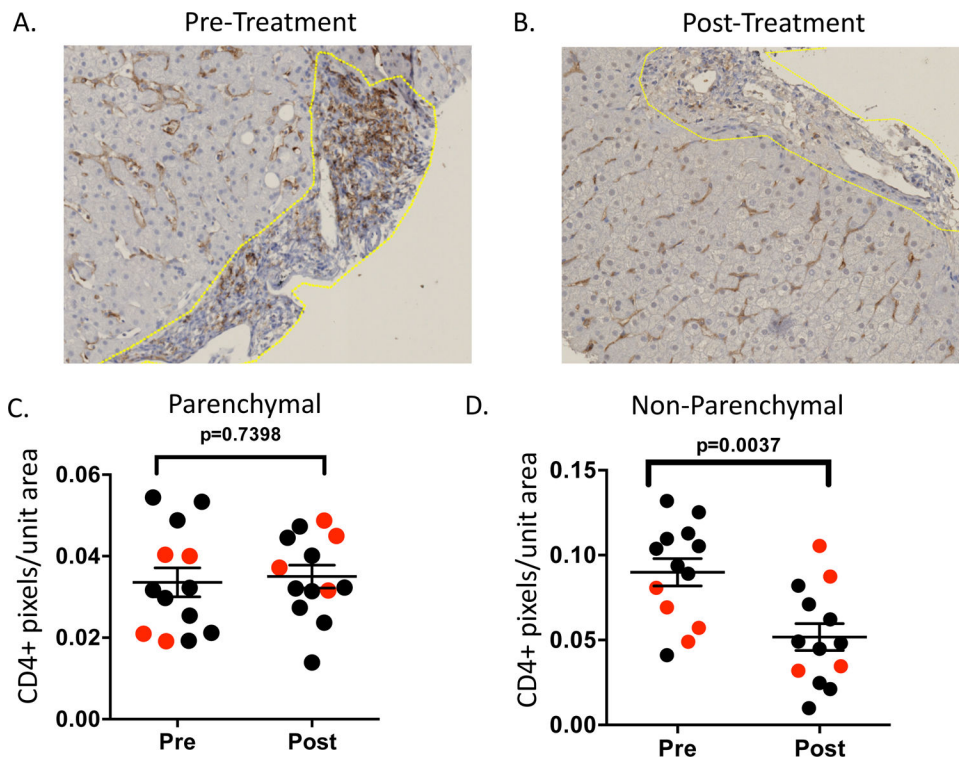 A.
Pre-Treatment
B.
Post-Treatment
C.
Parenchymal
p=0.7398
CD4+ pixels/unit area
0.06
0.04
0.02
0.00
Pre
Post
D.
Non-Parenchymal
p=0.0037
CD4+ pixels/unit area
0.15
0.10
0.05
0.00
Pre
Post